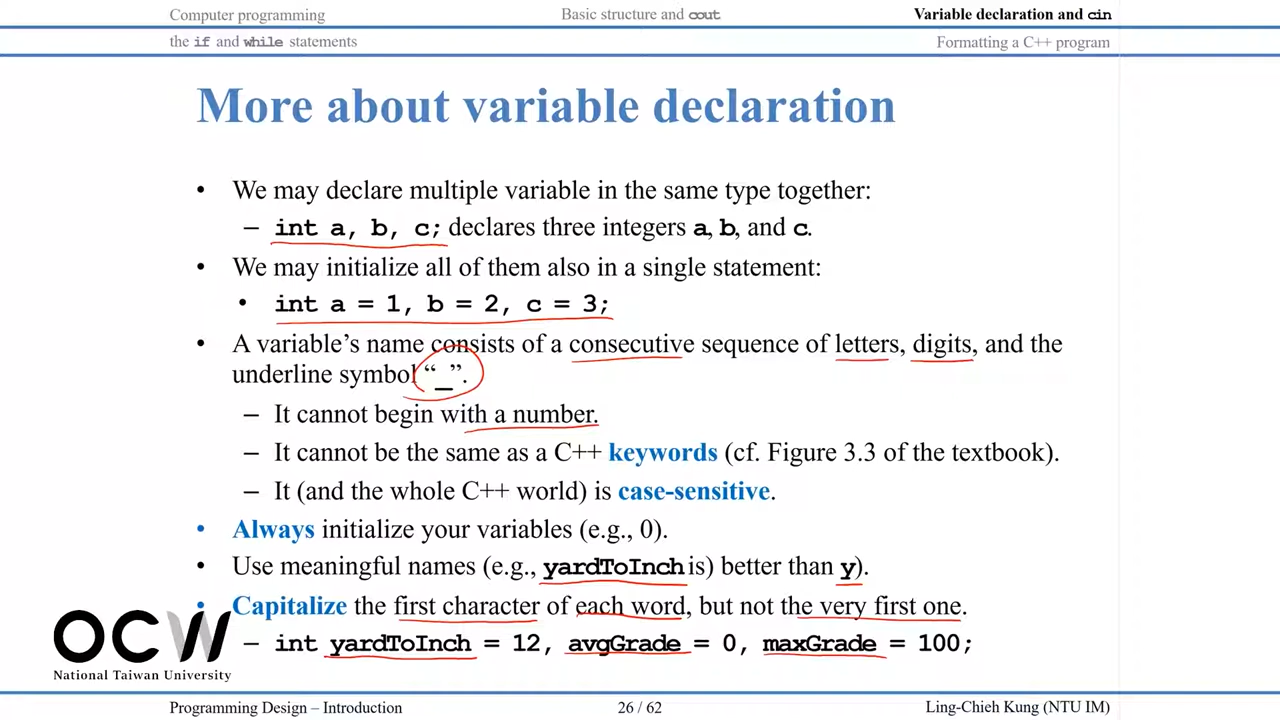 Computer programming
Basic structure and cout
Variable declaration and cin
the if and while statements
Formatting a C++ program
More about variable declaration
• We may declare multiple variable in the same type together:
– int a, b, c; declares three integers a, b, and c.
• We may initialize all of them also in a single statement:
• int a = 1, b = 2, c = 3;
• A variable’s name consists of a consecutive sequence of letters, digits, and the
underline symbol “_”.
– It cannot begin with a number.
– It cannot be the same as a C++ keywords (cf. Figure 3.3 of the textbook).
– It (and the whole C++ world) is case-sensitive.
• Always initialize your variables (e.g., 0).
• Use meaningful names (e.g., yardToInch is) better than y).
• Capitalize the first character of each word, but not the very first one.
– int yardToInch = 12, avgGrade = 0, maxGrade = 100;
OCW
National Taiwan University
Programming Design – Introduction
26 / 62
Ling-Chieh Kung (NTU IM)